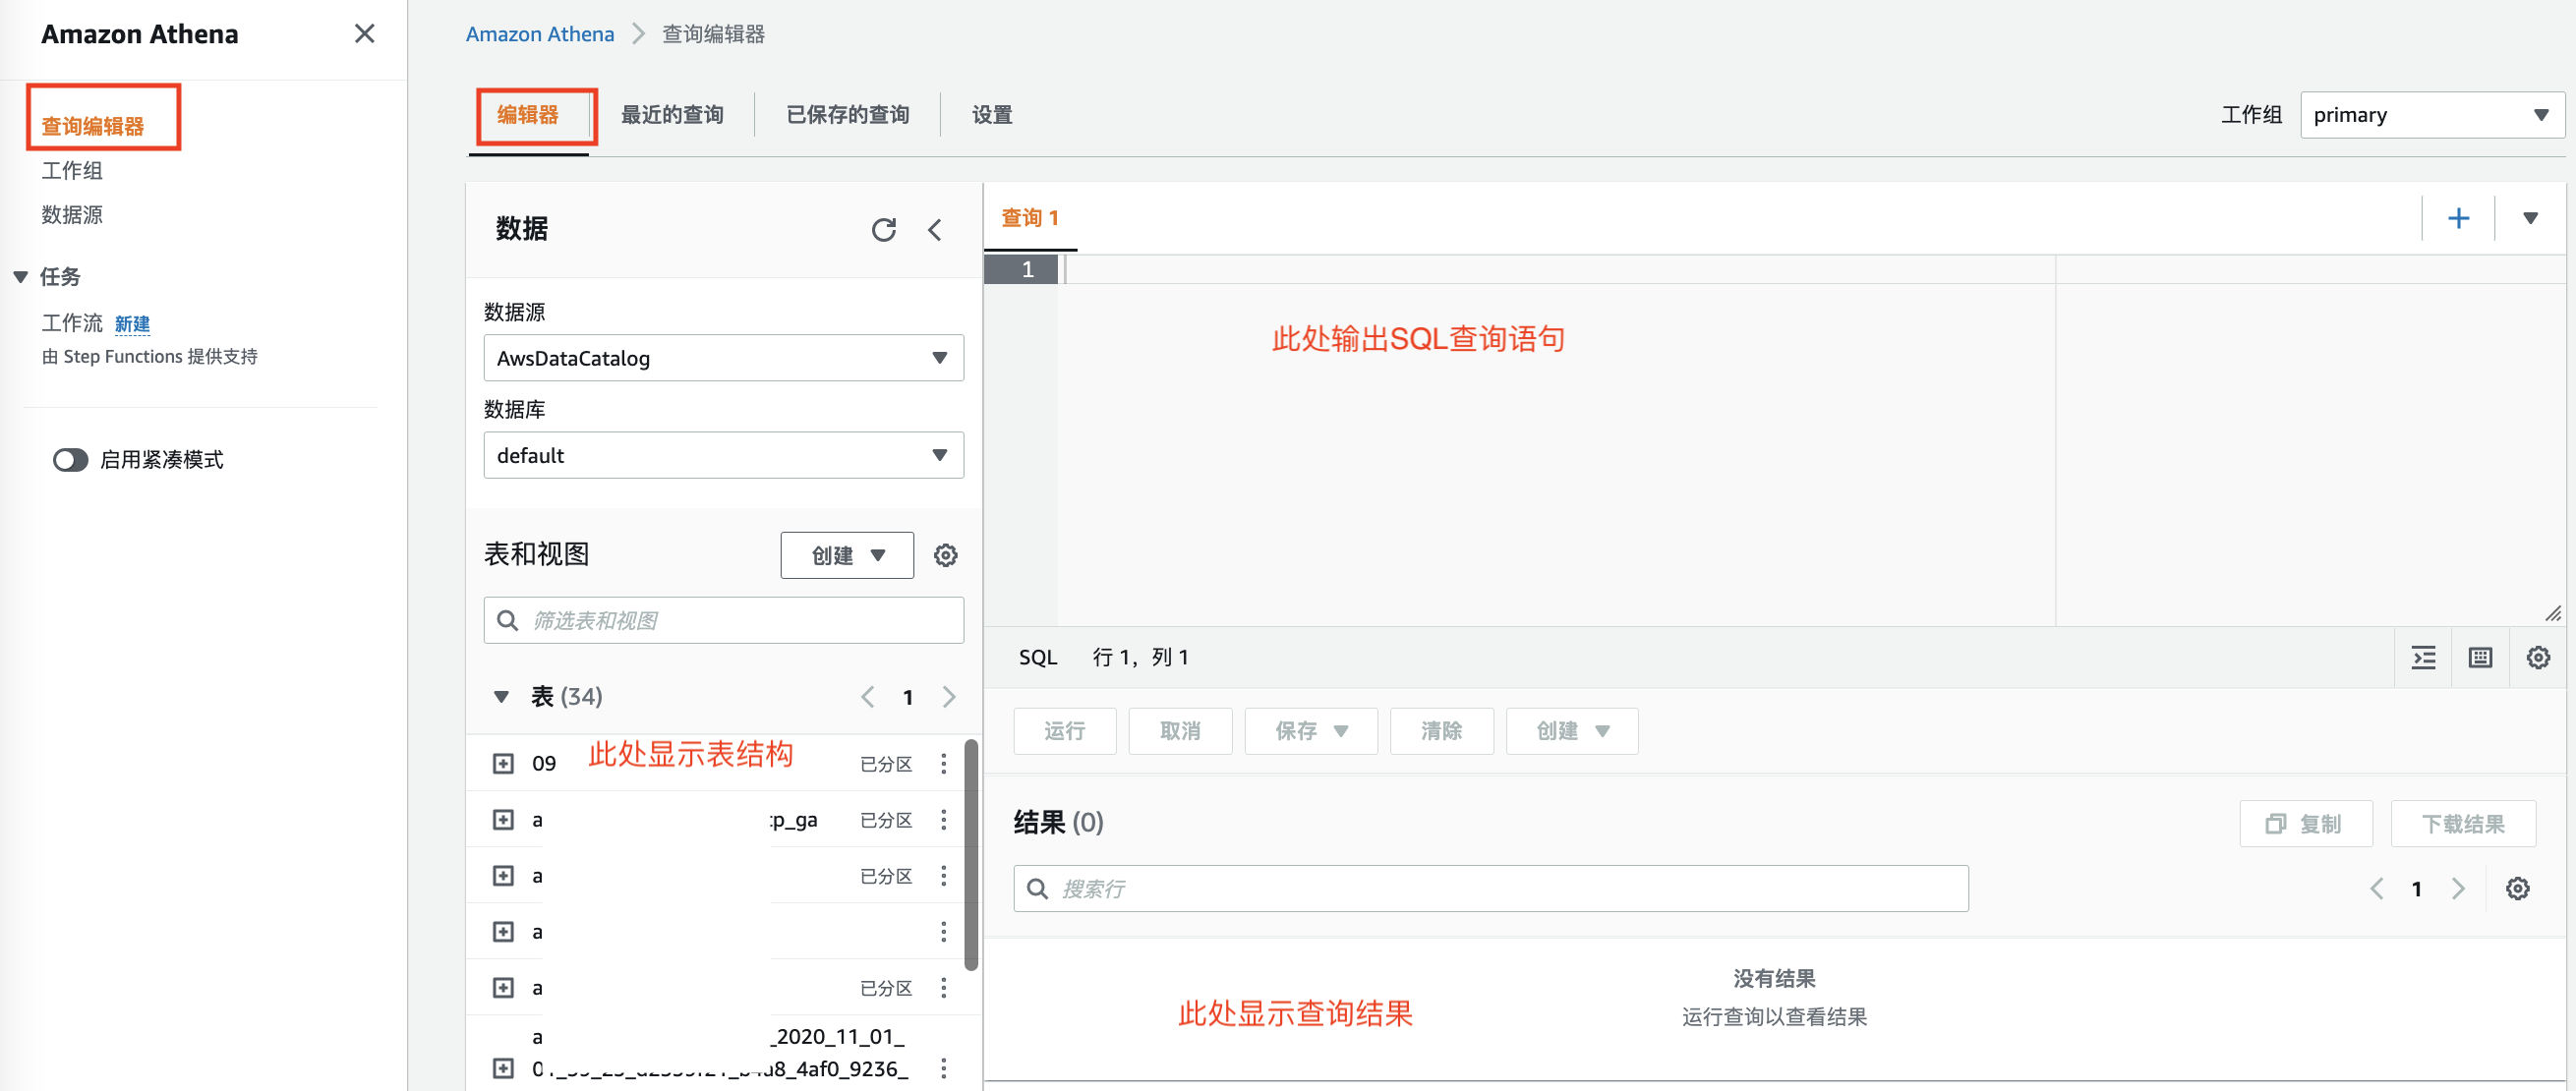 Amazon Athena
查询编辑器
工作组
数据源
任务
工作流 新建
由 Step Functions 提供支持
启用紧凑模式
Amazon Athena 查询编辑器
编辑器 最近的查询 已保存的查询 设置 工作组 primary
数据
数据源
AwsDataCatalog
数据库
default
表和视图 创建
筛选表和视图
表 (34) 1
09 此处显示表结构 已分区
a tp_ga 已分区
a 已分区
a
a 已分区
a _2020_11_01_
8_4af0_9236_
查询 1
1
此处输出SQL查询语句
SQL 行 1，列 1
运行 取消 保存 清除 创建
结果 (0) 复制 下载结果
搜索行 1
没有结果
此处显示查询结果
运行查询以查看结果